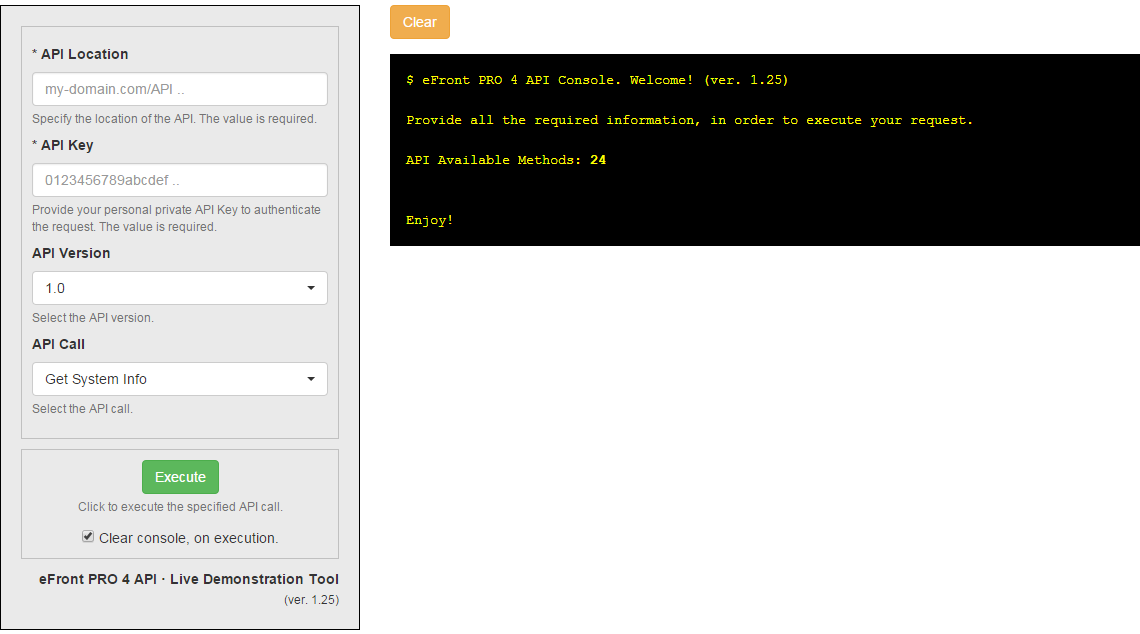 * API Location
my-domain.com/API ..
Specify the location of the API. The value is required.
* API Key
0123456789abcdef ..
Provide your personal private API Key to authenticate
the request. The value is required.
API Version
1.0
Select the API version.
API Call
Get System Info
Select the API call.
Execute
Click to execute the specified API call.
Clear console, on execution.
eFront PRO 4 API · Live Demonstration Tool
(ver. 1.25)
Clear
$ eFront PRO 4 API Console. Welcome! (ver. 1.25)
Provide all the required information, in order to execute your request.
API Available Methods: 24
Enjoy!